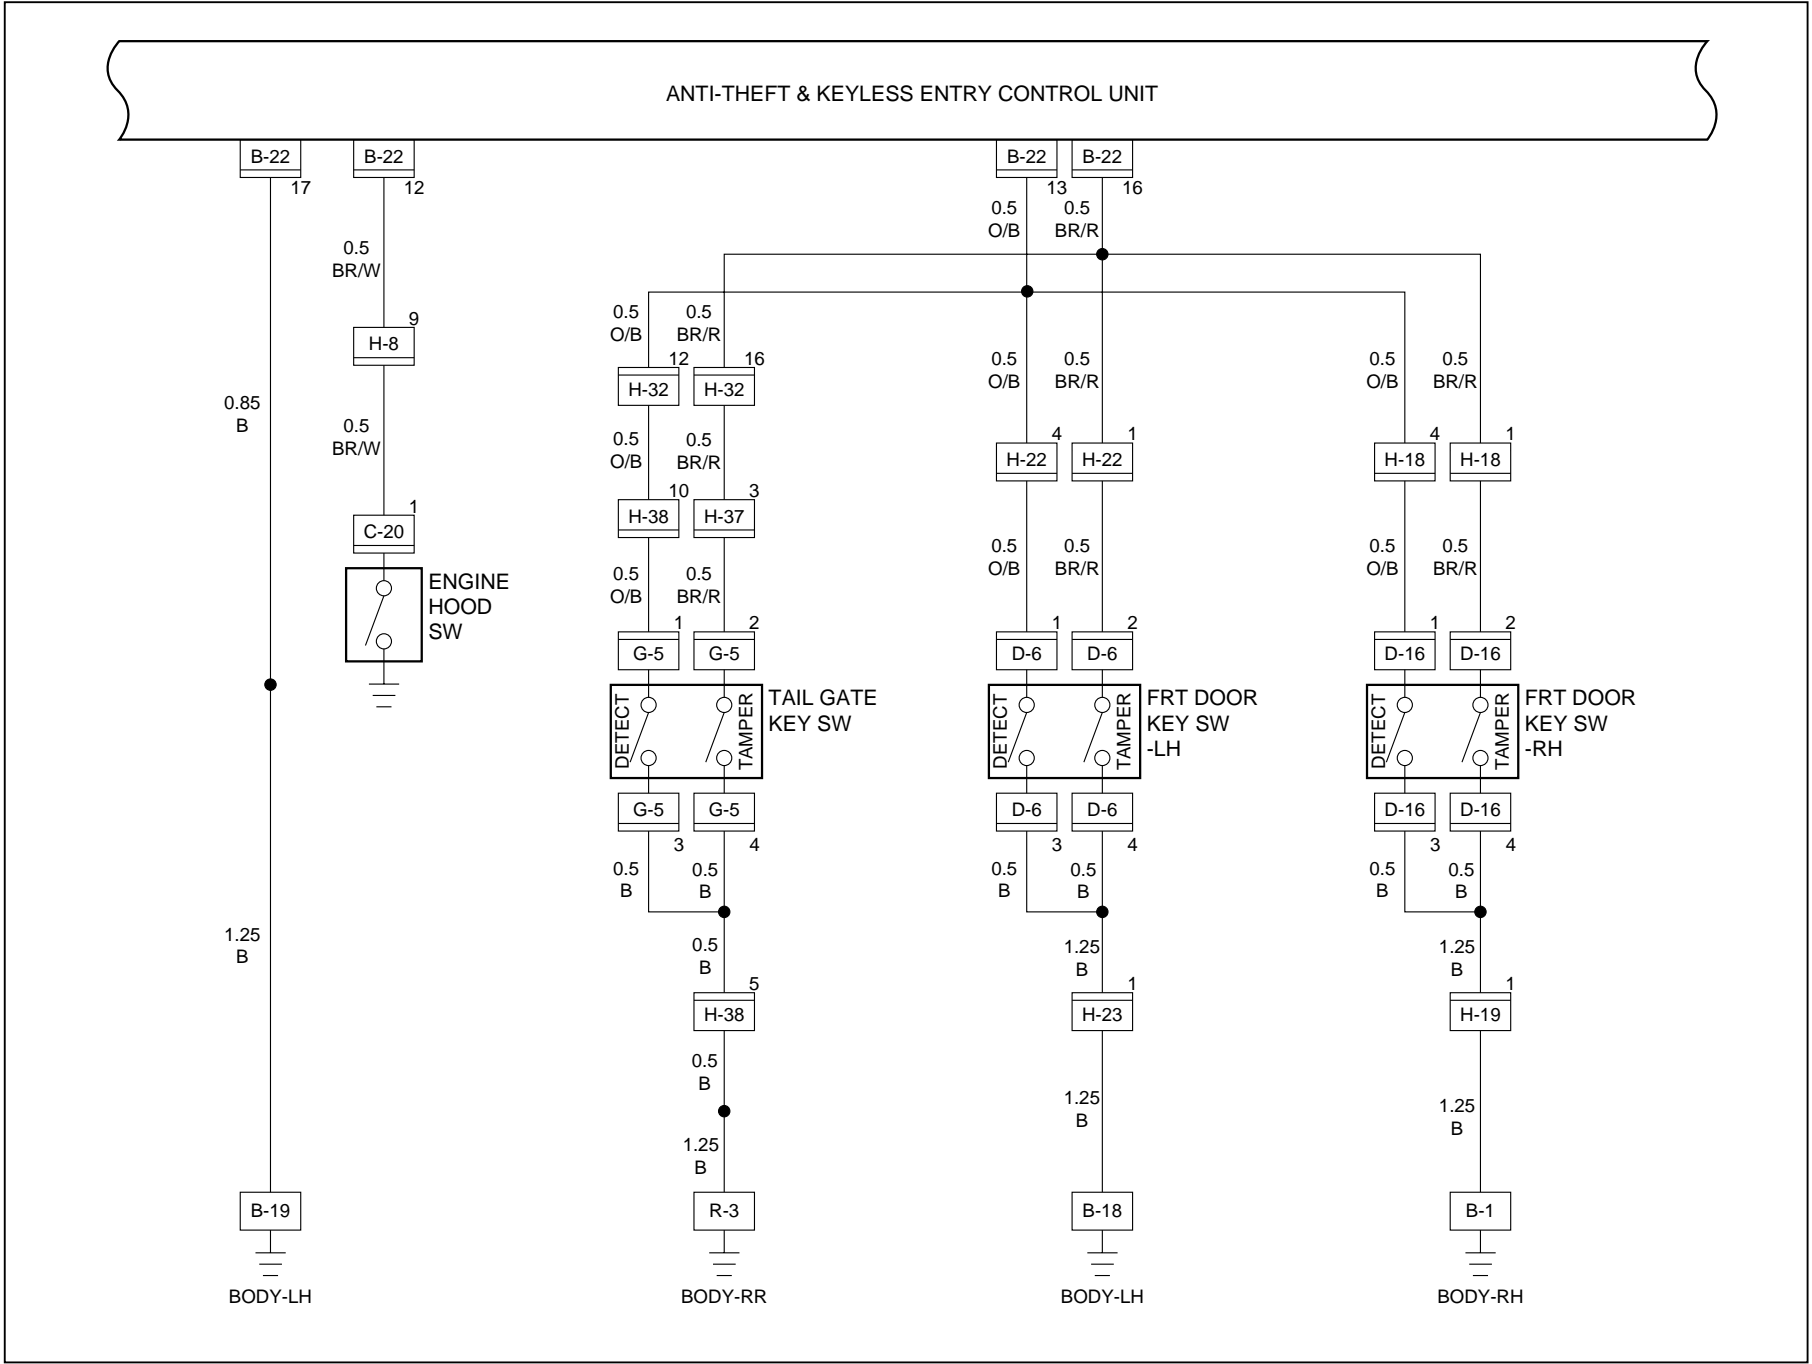 ANTI-THEFT & KEYLESS ENTRY CONTROL UNIT
B-22 B-22 B-22 B-22
17 12 13 16
0.5 0.5
O/B BR/R
0.5
BR/W
0.5 0.5
O/B BR/R
9
H-8
12 16
H-32 H-32
0.5 0.5 0.5 0.5
O/B BR/R O/B BR/R
0.85
B
0.5
BR/W
0.5 0.5
O/B BR/R
4 1 4 1
H-22 H-22 H-18 H-18
10 3
H-38 H-37
1
C-20
0.5 0.5 0.5 0.5 0.5 0.5
O/B BR/R O/B BR/R O/B BR/R
ENGINE
HOOD
SW
1 2 1 2 1 2
G-5 G-5 D-6 D-6 D-16 D-16
DETECT TAMPER
TAIL GATE
KEY SW
DETECT TAMPER
FRT DOOR
KEY SW
-LH
DETECT TAMPER
FRT DOOR
KEY SW
-RH
G-5 G-5 D-6 D-6 D-16 D-16
3 4 3 4 3 4
0.5 0.5 0.5 0.5 0.5 0.5
B B B B B B
1.25
B
0.5 1.25 1.25
B B B
5 1 1
H-38 H-23 H-19
0.5
B
1.25 1.25
B B
1.25
B
B-19 R-3 B-18 B-1
BODY-LH BODY-RR BODY-LH BODY-RH